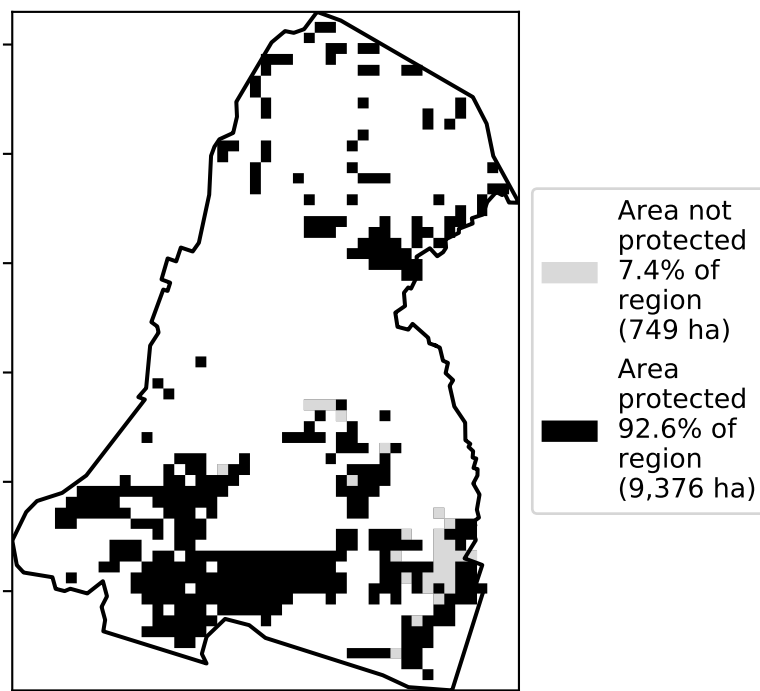 Area not
protected
7.4% of
region
(749 ha)
Area
protected
92.6% of
region
(9,376 ha)